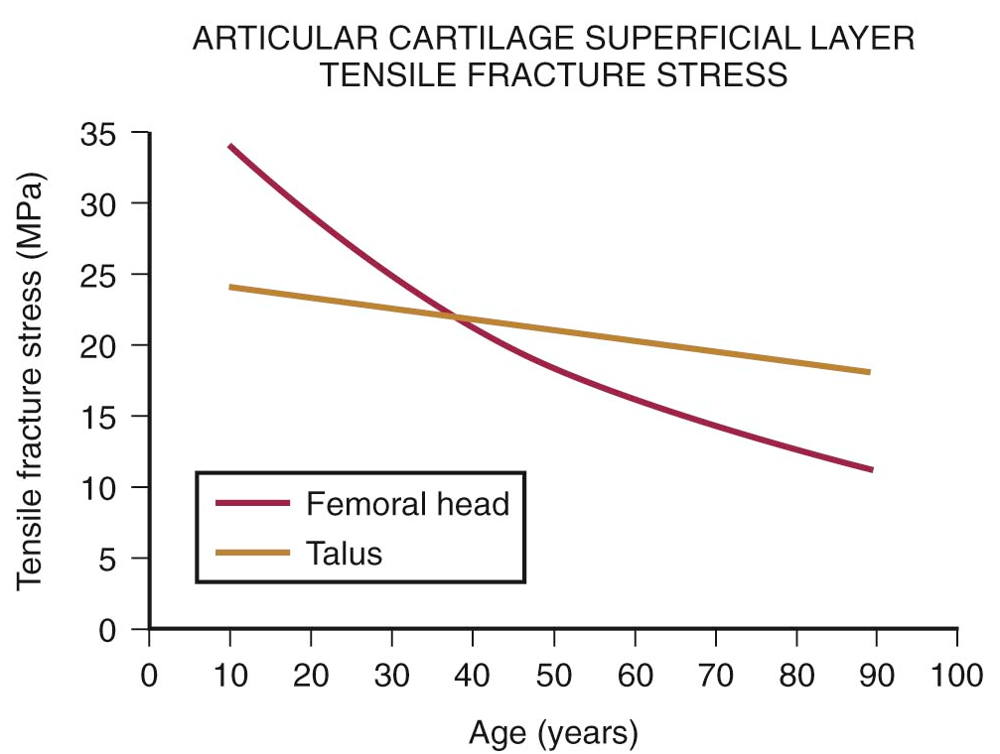 ARTICULAR CARTILAGE SUPERFICIAL LAYER
TENSILE FRACTURE STRESS
Tensile fracture stress (MPa)
35
30
25
20
15
10
5
0
Femoral head
Talus
0 10 20 30 40 50 60 70 80 90 100
Age (years)